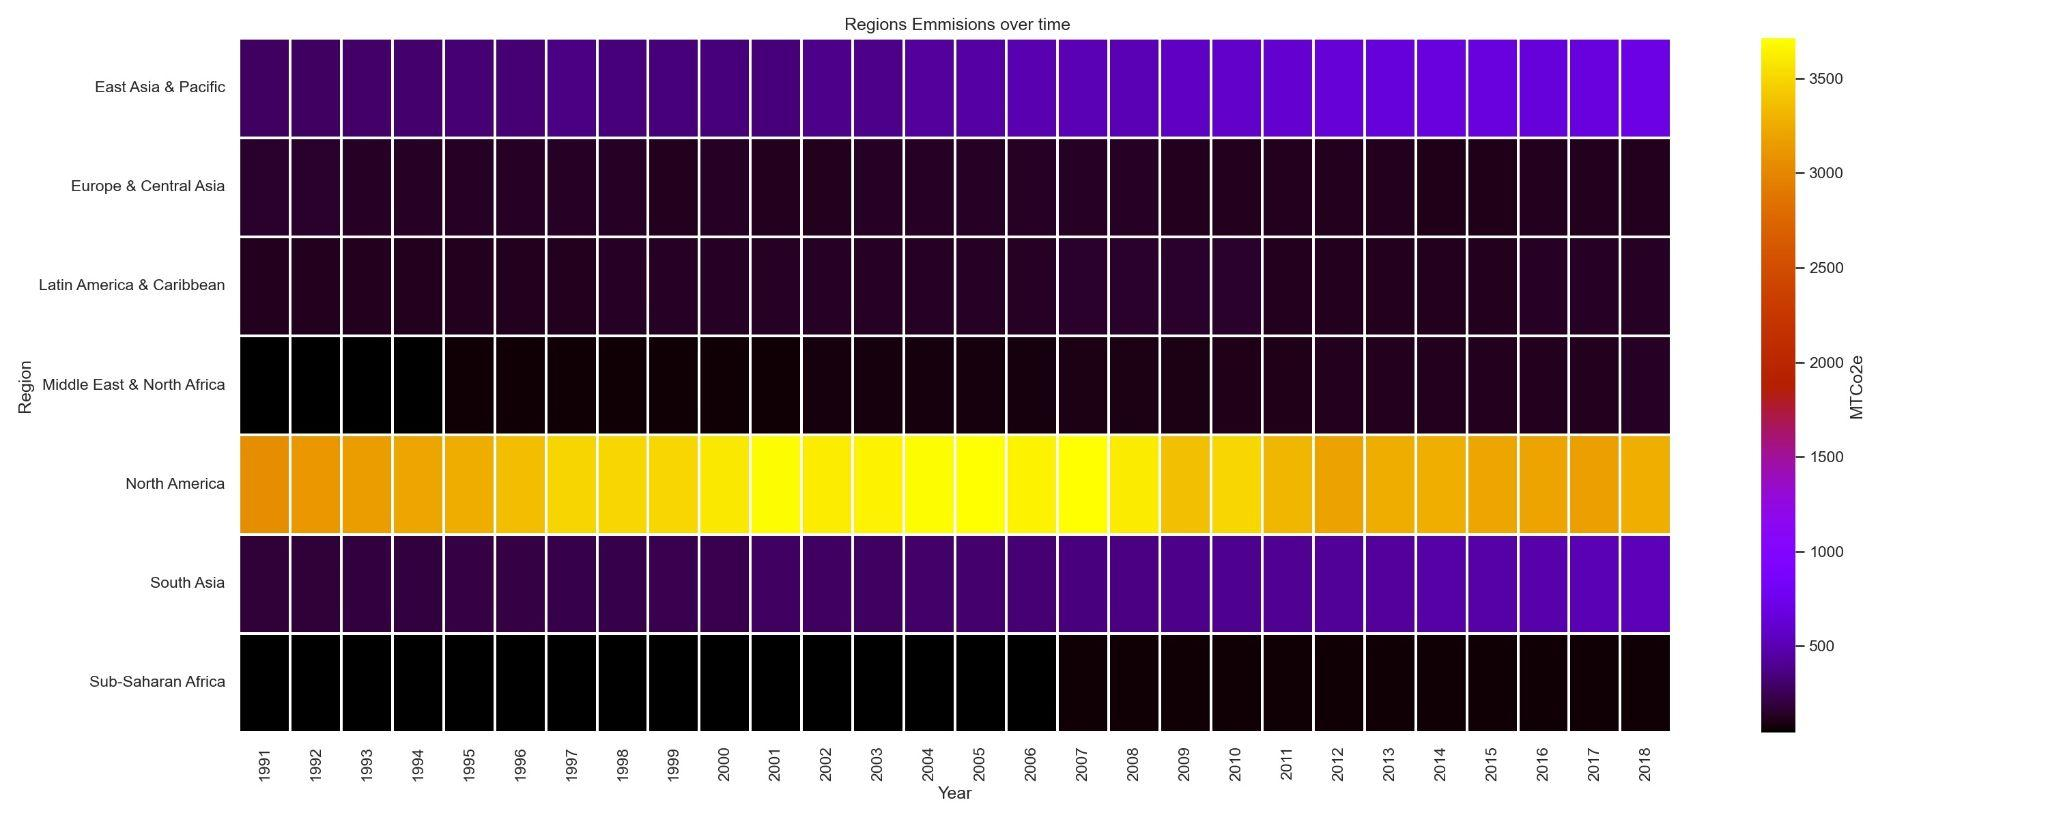 Regions Emmisions over time
East Asia & Pacific
Europe & Central Asia
Latin America & Caribbean
Middle East & North Africa
North America
South Asia
Sub-Saharan Africa
Region
1991 1992 1993 1994 1995 1996 1997 1998 1999 2000 2001 2002 2003 2004 2005 2006 2007 2008 2009 2010 2011 2012 2013 2014 2015 2016 2017 2018
Year
3500
3000
2500
2000
1500
1000
500
MTCo2e